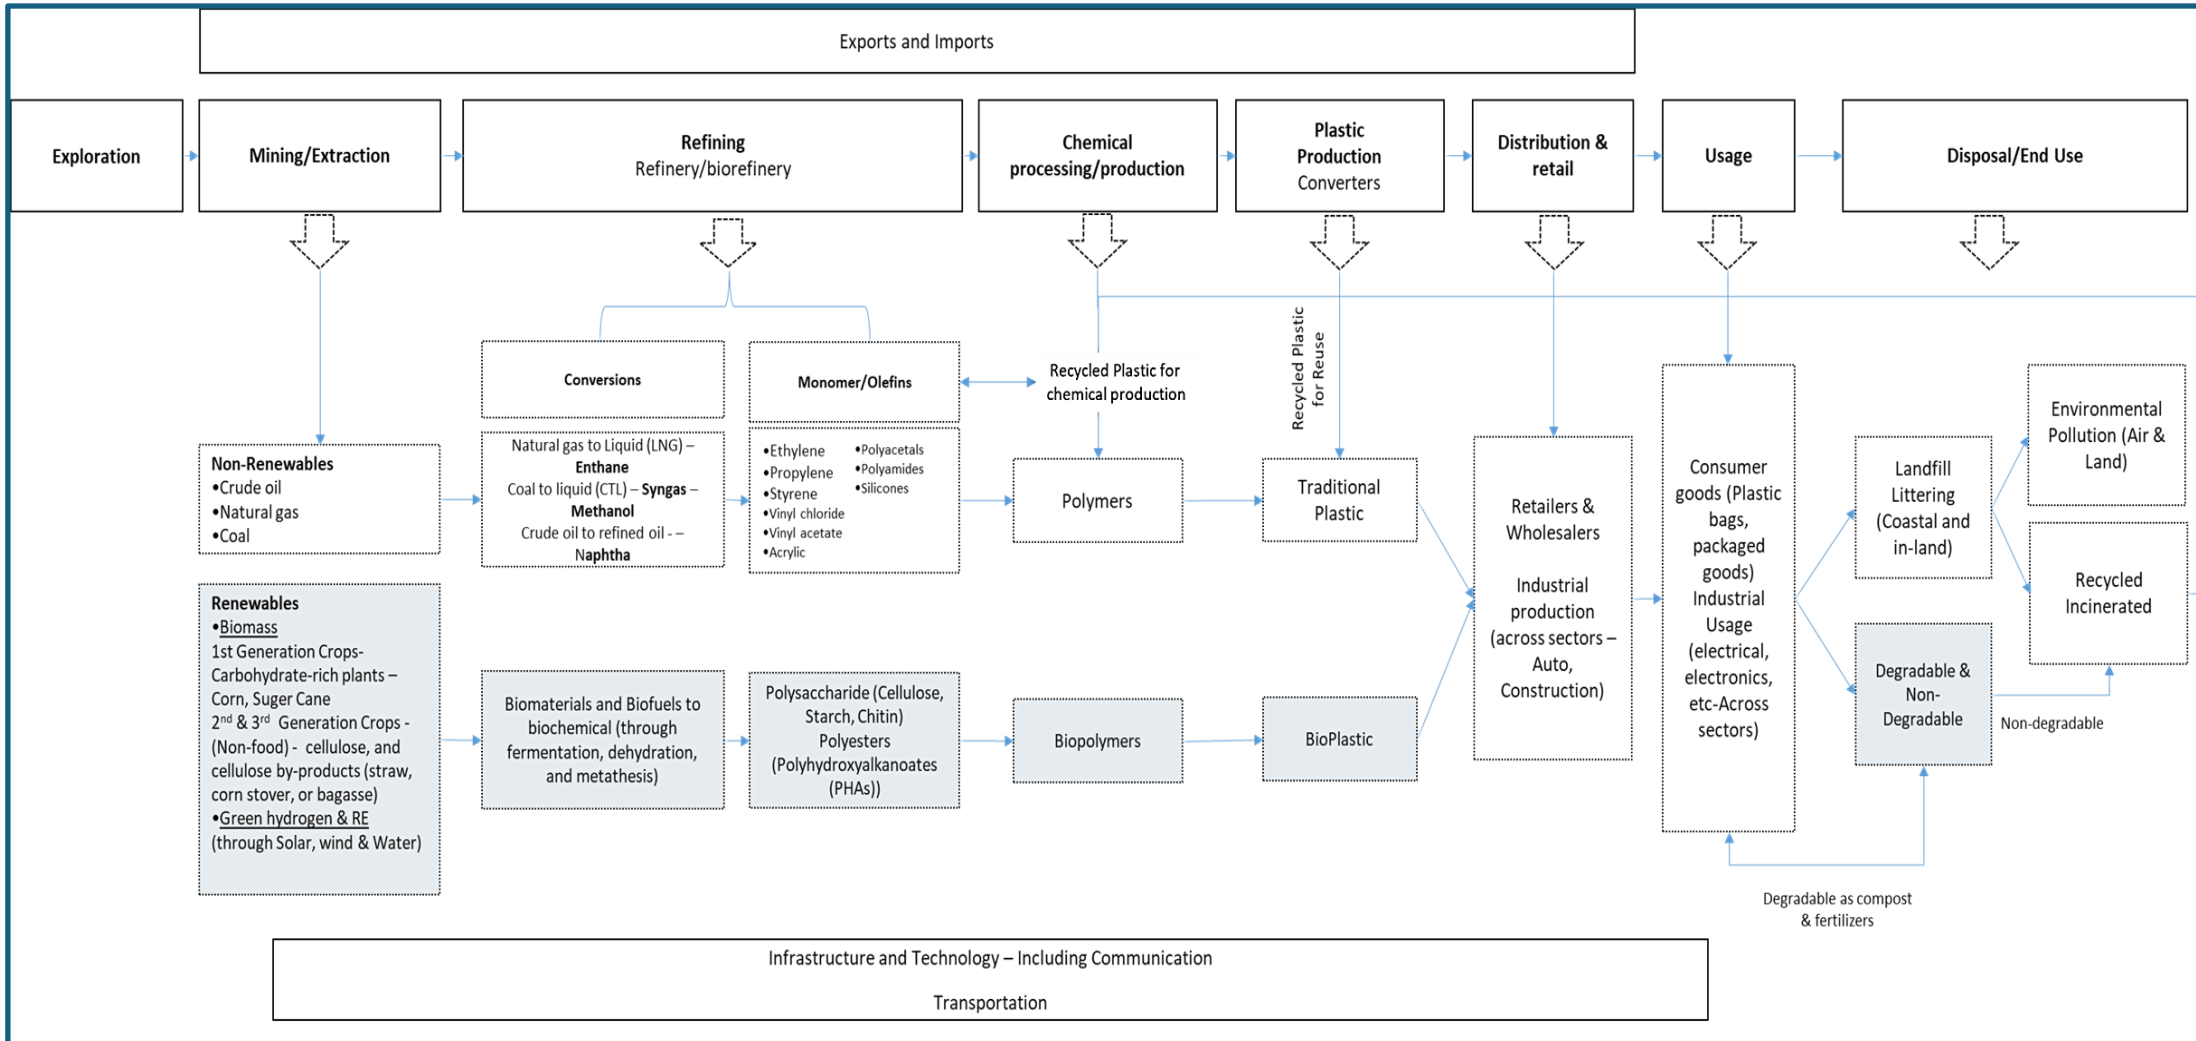 Exports and Imports
Exploration
Mining/Extraction
Refining
Refinery/biorefinery
Chemical
processing/production
Plastic
Production
Converters
Distribution &
retail
Usage
Disposal/End Use
Conversions
Monomer/Olefins
Recycled Plastic for
chemical production
Recycled Plastic
for Reuse
Non-Renewables
•Crude oil
•Natural gas
•Coal
Natural gas to Liquid (LNG) –
Enthane
Coal to liquid (CTL) – Syngas –
Methanol
Crude oil to refined oil - –
Naphtha
•Ethylene
•Propylene
•Styrene
•Vinyl chloride
•Vinyl acetate
•Acrylic
•Polyacetals
•Polyamides
•Silicones
Polymers
Traditional
Plastic
Retailers &
Wholesalers
Industrial
production
(across sectors –
Auto,
Construction)
Consumer
goods (Plastic
bags,
packaged
goods)
Industrial
Usage
(electrical,
electronics,
etc-Across
sectors)
Landfill
Littering
(Coastal and
in-land)
Environmental
Pollution (Air &
Land)
Recycled
Incinerated
Renewables
•Biomass
1st Generation Crops-
Carbohydrate-rich plants –
Corn, Suger Cane
2nd & 3rd Generation Crops -
(Non-food) - cellulose, and
cellulose by-products (straw,
corn stover, or bagasse)
•Green hydrogen & RE
(through Solar, wind & Water)
Biomaterials and Biofuels to
biochemical (through
fermentation, dehydration,
and metathesis)
Polysaccharide (Cellulose,
Starch, Chitin)
Polyesters
(Polyhydroxyalkanoates
(PHAs))
Biopolymers
BioPlastic
Degradable &
Non-
Degradable
Non-degradable
Degradable as compost
& fertilizers
Infrastructure and Technology – Including Communication
Transportation